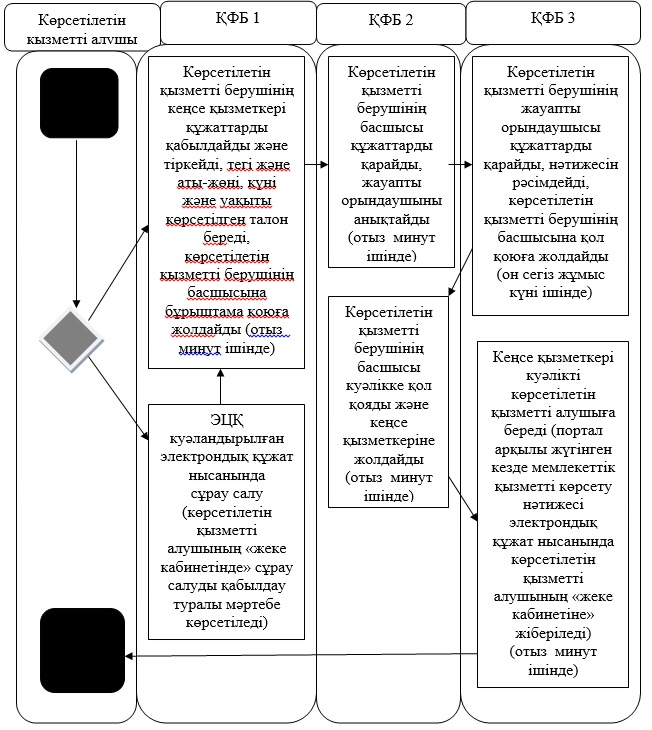 Көрсетілетін
қызметті алушы
ҚФБ 1
ҚФБ 2
ҚФБ 3
Көрсетілетін
қызметті берушінің
кеңсе қызметкері
құжаттарды
қабылдайды және
тіркейді, тегі және
аты-жөні, күні
және уақыты
көрсетілген талон
береді,
көрсетілетін
қызметті берушінің
басшысына
бұрыштама қоюға
жолдайды (отыз
минут ішінде)
ЭЦҚ
куәландырылған
электрондық құжат
нысанында
сұрау салу
(көрсетілетін
қызметті
алушының «жеке
кабинетінде» сұрау
салуды қабылдау
туралы мәртебе
көрсетіледі)
Көрсетілетін
қызметті
берушінің
басшысы
құжаттарды
қарайды,
жауапты
орындаушыны
анықтайды
(отыз минут
ішінде)
Көрсетілетін
қызметті
берушінің
басшысы
куәлікке қол
қояды және
кеңсе
қызметкеріне
жолдайды
(отыз минут
ішінде)
Көрсетілетін
қызметті берушінің
жауапты
орындаушысы
құжаттарды
қарайды, нәтижесін
рәсімдейді,
көрсетілетін
қызметті берушінің
басшысына қол
қоюға жолдайды
(он сегіз жұмыс
күні ішінде)
Кеңсе қызметкері
куәлікті
көрсетілетін
қызметті алушыға
береді (портал
арқылы жүгінген
кезде мемлекеттік
қызметті көрсету
нәтижесі
электрондық
құжат нысанында
көрсетілетін
қызметті
алушының «жеке
кабинетіне»
жіберіледі)
(отыз минут
ішінде)